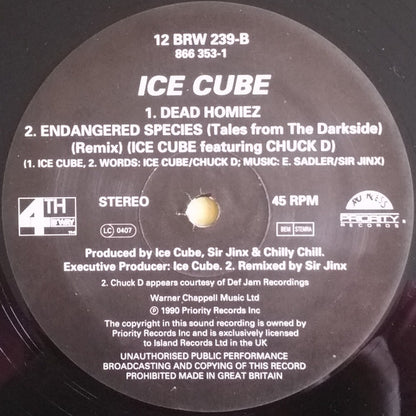 12 BRW 239-B
866 353-1
ICE CUBE
1. DEAD HOMIEZ
2. ENDANGERED SPECIES (Tales from The Darkside)
(Remix) (ICE CUBE featuring CHUCK D)
(1. ICE CUBE, 2. WORDS: ICE CUBE/CHUCK D; MUSIC: E. SADLER/SIR JINX)
4TH
B'WAY
TM
STEREO
LC 0407
45 RPM
BIEM STEMRA
PRIORITY
RECORDS
Produced by Ice Cube, Sir Jinx & Chilly Chill.
Executive Producer: Ice Cube. 2. Remixed by Sir Jinx
2. Chuck D appears courtesy of Def Jam Recordings
Warner Chappell Music Ltd
℗ 1990 Priority Records Inc
The copyright in this sound recording is owned by
Priority Records Inc and is exclusively licensed
to Island Records Ltd in the UK
UNAUTHORISED PUBLIC PERFORMANCE
BROADCASTING AND COPYING OF THIS RECORD
PROHIBITED MADE IN GREAT BRITAIN